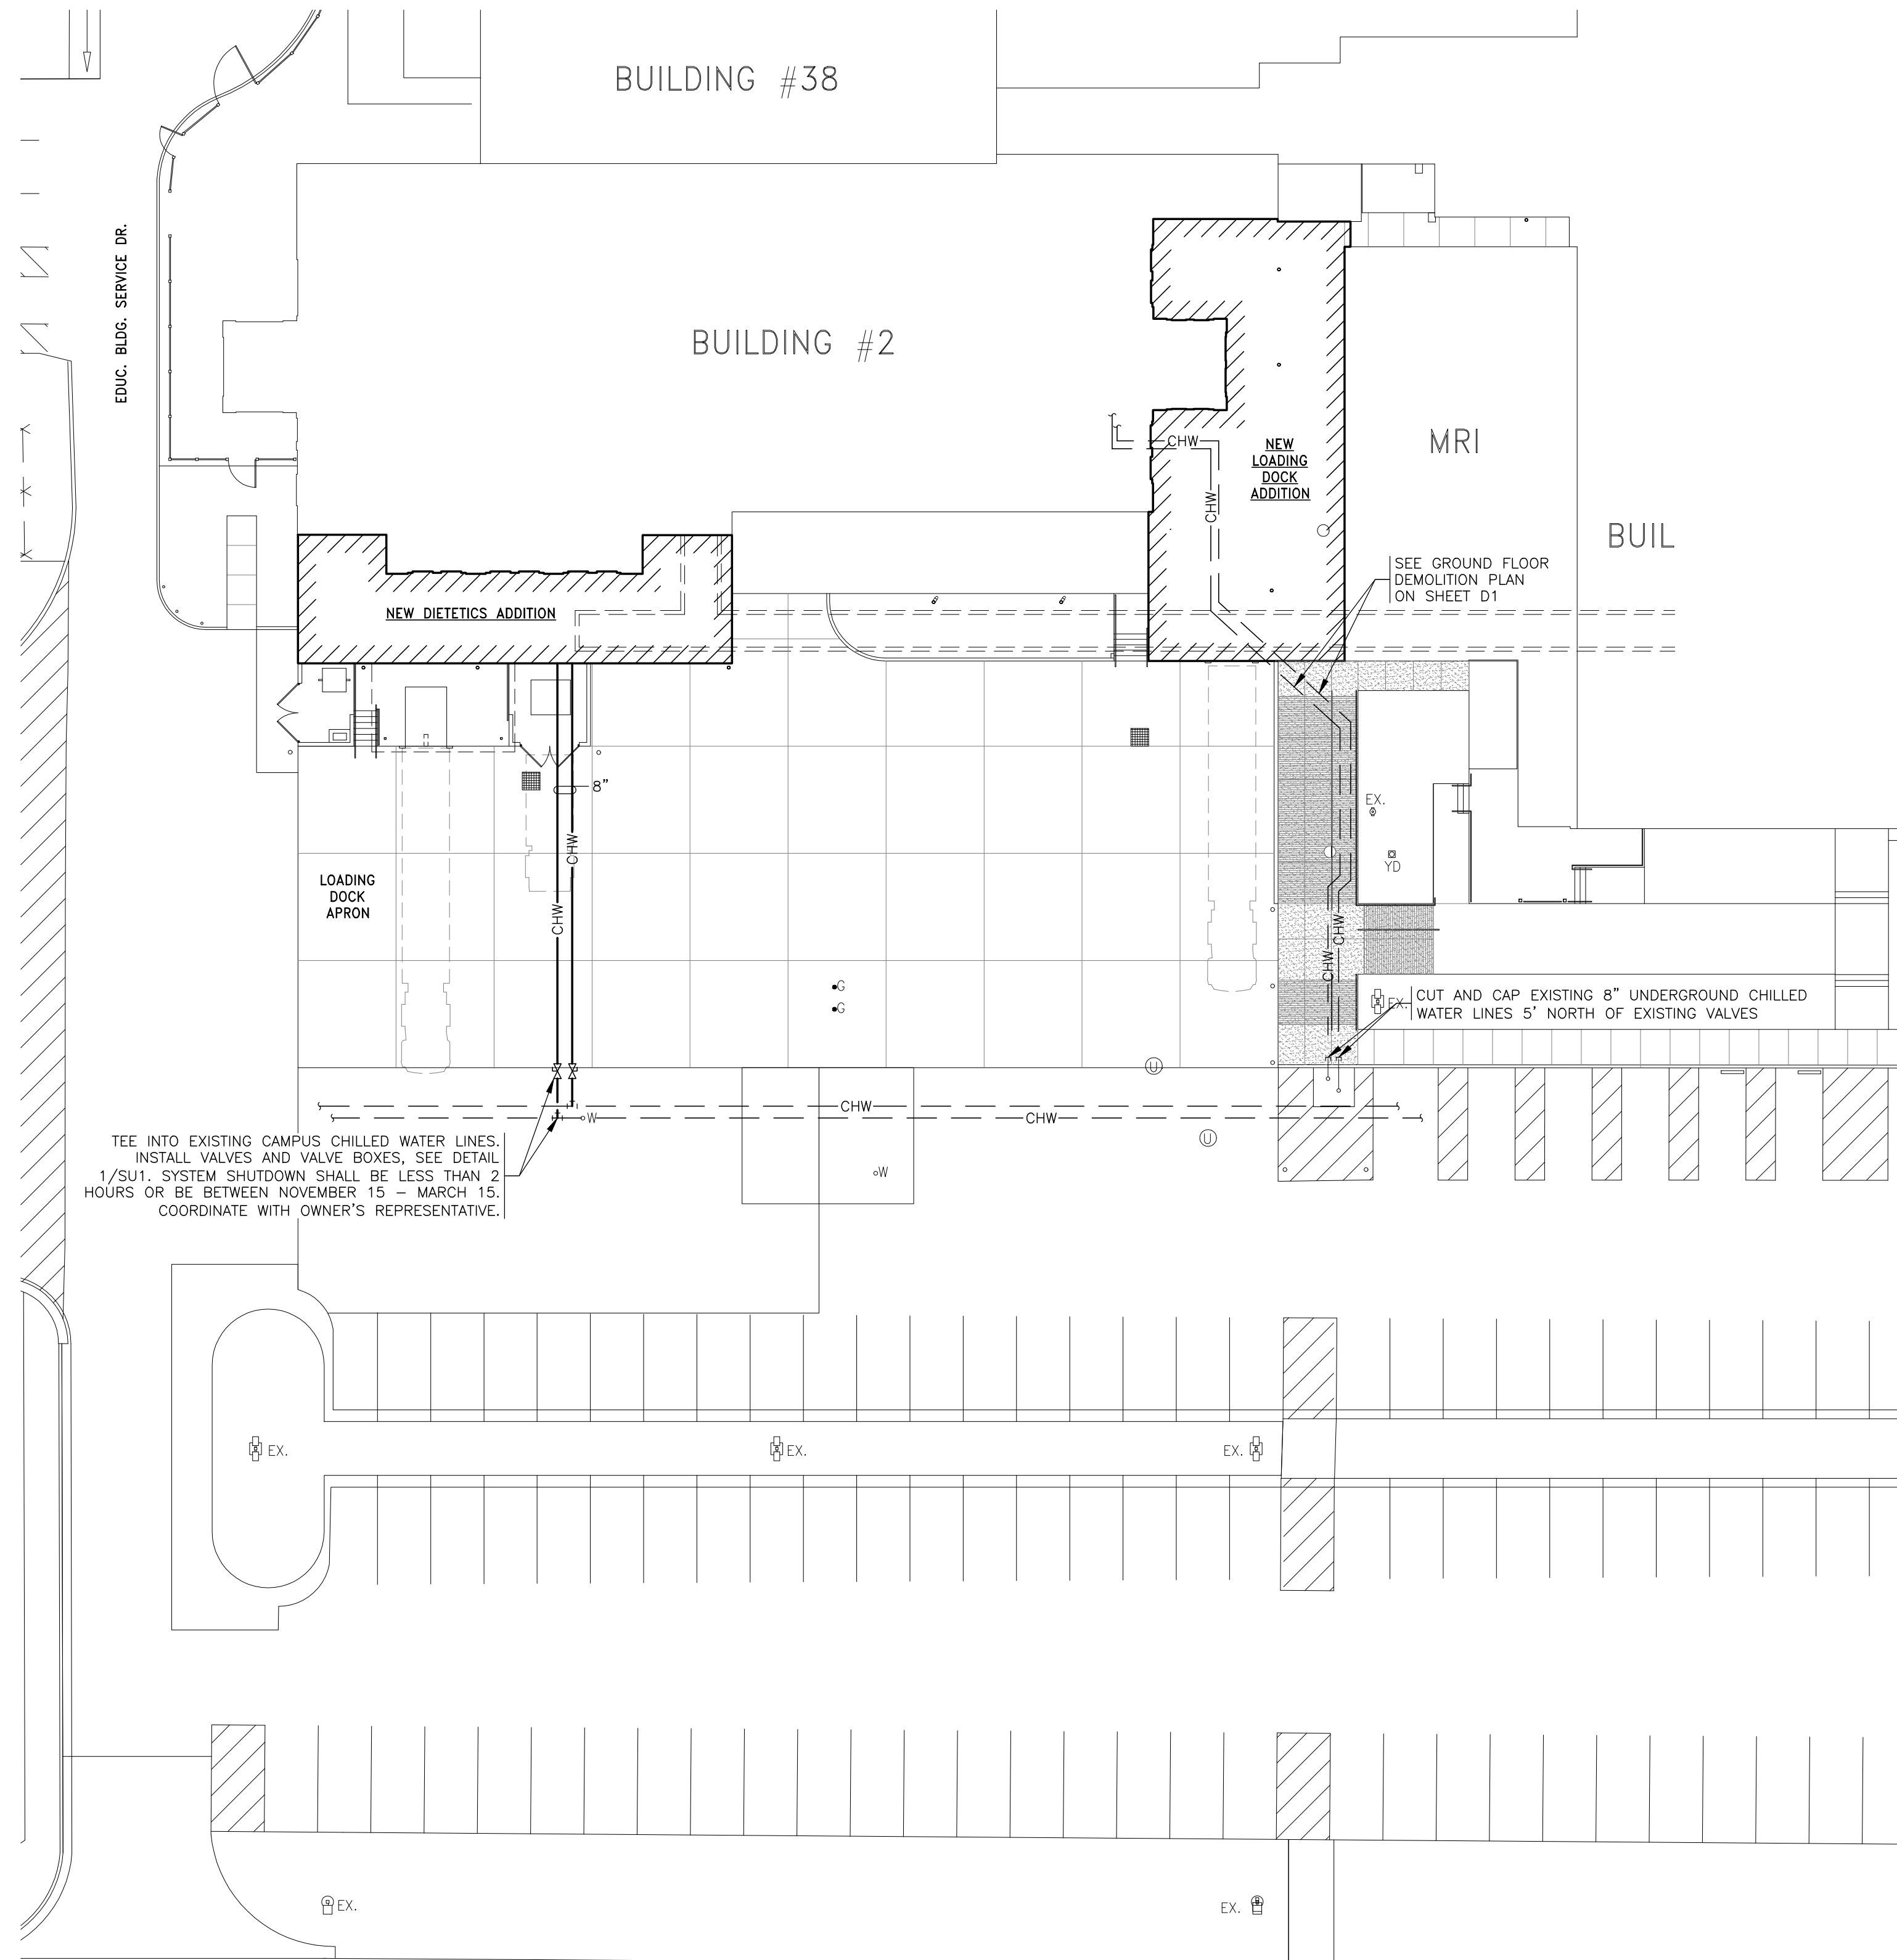 BUILDING #38
EDUC. BLDG. SERVICE DR.
BUILDING #2
CHW
NEW
LOADING
DOCK
ADDITION
MRI
CHW
BUIL
SEE GROUND FLOOR
DEMOLITION PLAN
ON SHEET D1
NEW DIETETICS ADDITION
8"
EX.
CHW
YD
LOADING
DOCK
APRON
CHW
CHW
CHW
G
G
EX.
CUT AND CAP EXISTING 8" UNDERGROUND CHILLED
WATER LINES 5' NORTH OF EXISTING VALVES
U
CHW
CHW
W
U
TEE INTO EXISTING CAMPUS CHILLED WATER LINES.
INSTALL VALVES AND VALVE BOXES, SEE DETAIL
1/SU1. SYSTEM SHUTDOWN SHALL BE LESS THAN 2
HOURS OR BE BETWEEN NOVEMBER 15 – MARCH 15.
COORDINATE WITH OWNER'S REPRESENTATIVE.
W
EX.
EX.
EX.
EX.
EX.